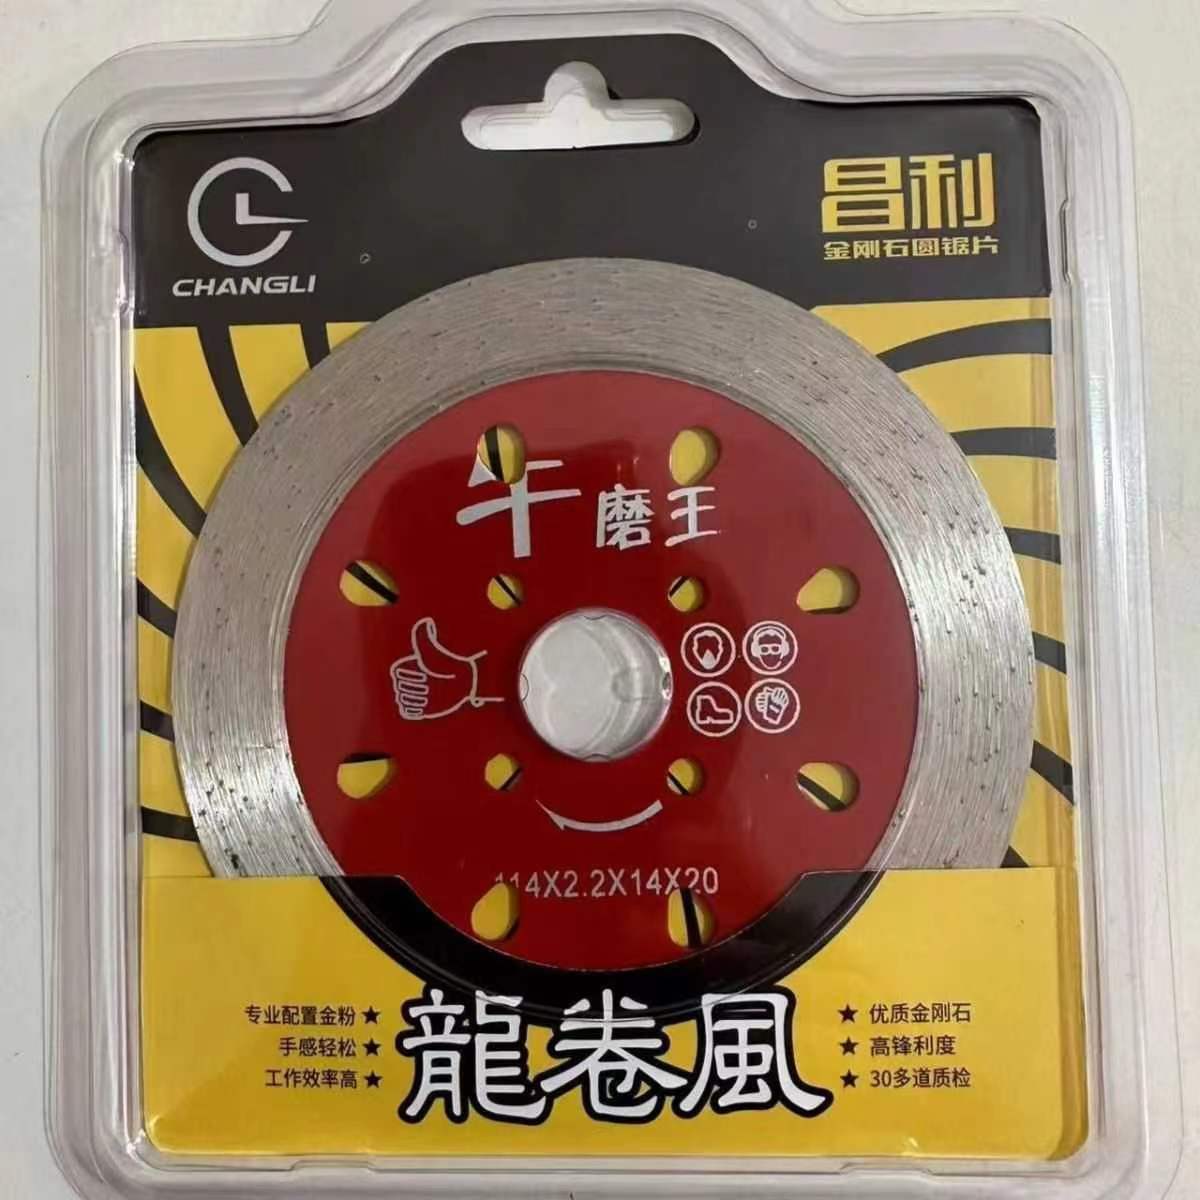 CHANGLI
昌利
金刚石圆锯片
牛磨王
114X2.2X14X20
专业配置金粉★
手感轻松★
工作效率高★
龍卷風
★优质金刚石
★高锋利度
★30多道质检